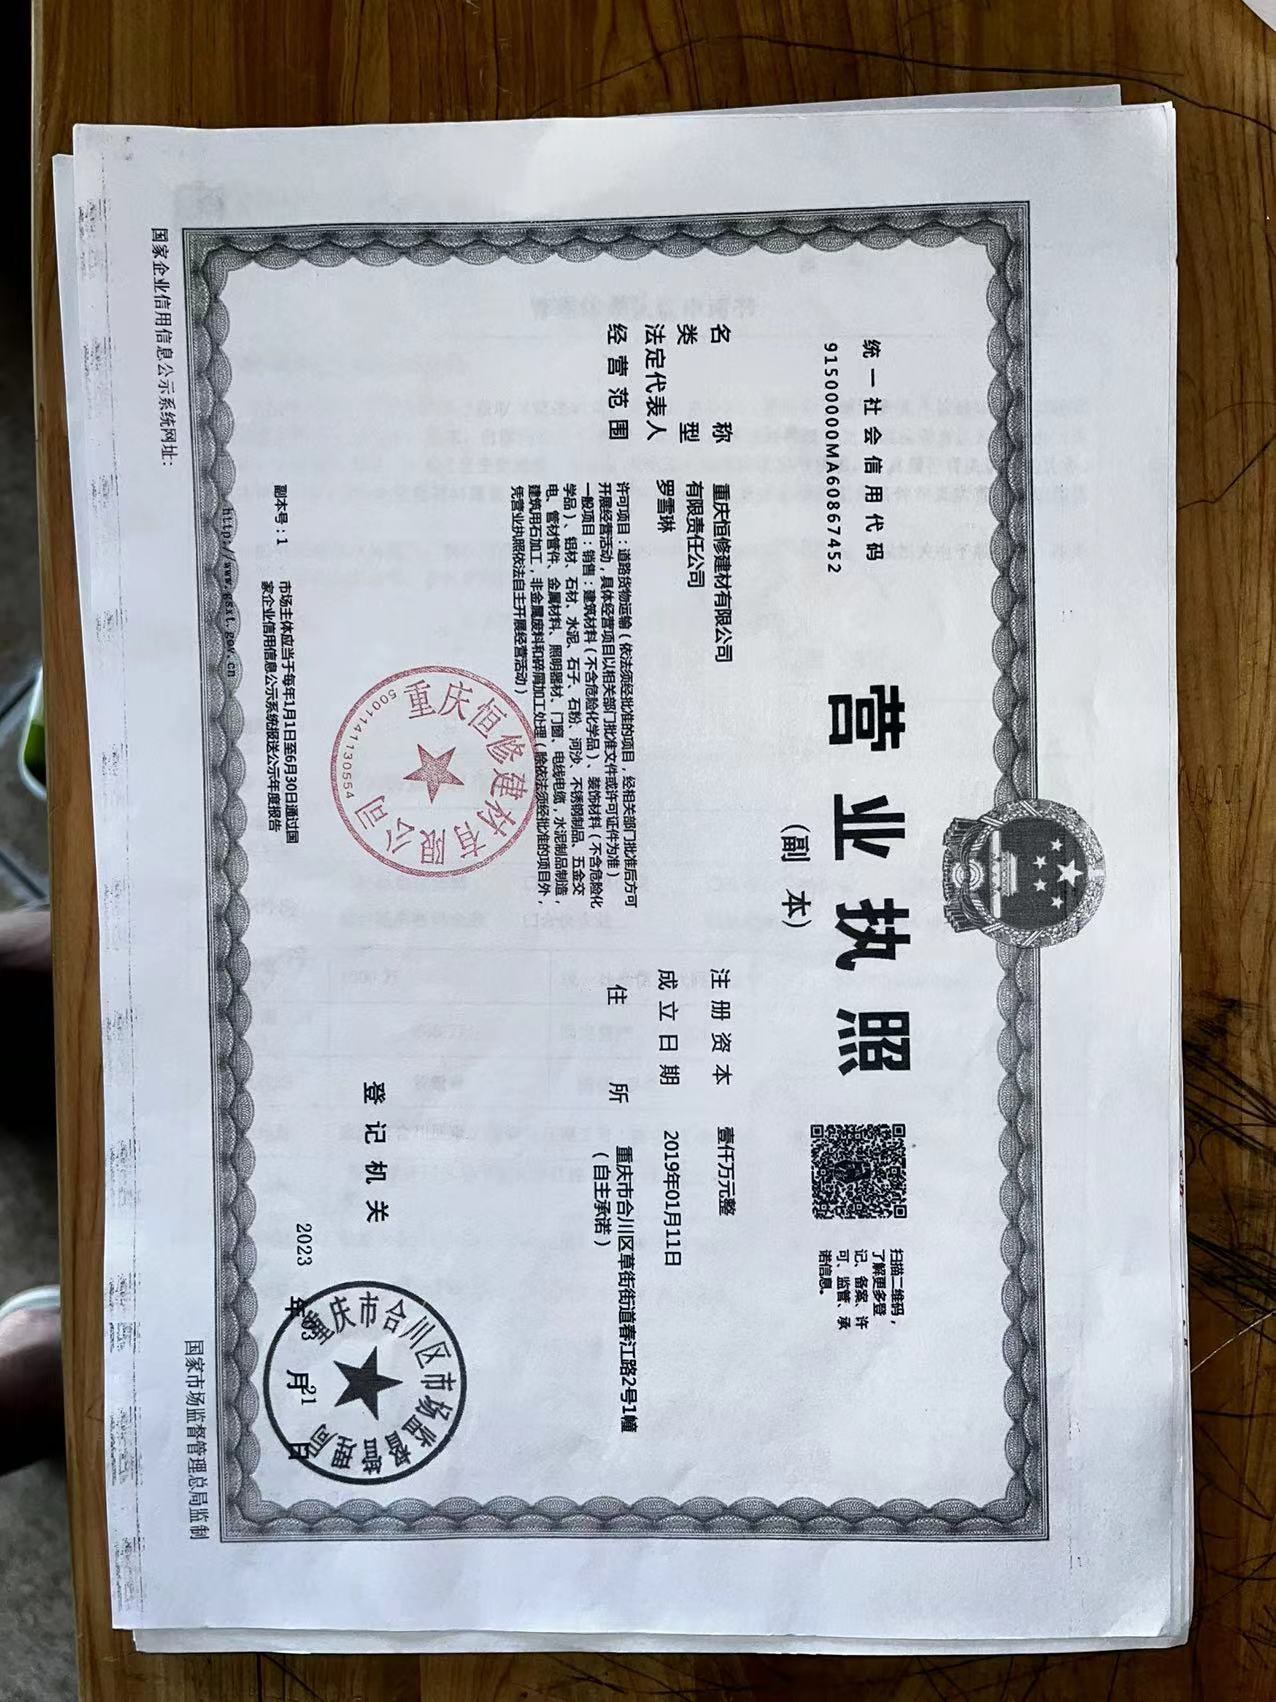 统一社会信用代码
91500000MA60867452
营业执照
(副 本)
扫描二维码,
了解更多登
记、备案、许
可、监管、承
诺信息。
名 称 重庆恒修建材有限公司
类 型 有限责任公司
法定代表人 罗雪琳
经营范围 许可项目:道路货物运输(依法须经批准的项目,经相关部门批准后方可
开展经营活动,具体经营项目以相关部门批准文件或许可证件为准)
一般项目:销售:建筑材料(不含危险化学品)、装饰材料(不含危险化
学品)、铝材、石材、水泥、石子、石粉、河沙、不锈钢制品、五金交
电、管材管件、金属材料、照明器材、门窗、电线电缆,水泥制品制造,
建筑用石加工,非金属废料和碎屑加工处理(除依法须经批准的项目外,
凭营业执照依法自主开展经营活动)
注册资本 壹仟万元整
成立日期 2019年01月11日
住 所 重庆市合川区草街街道春江路2号1幢
(自主承诺)
重庆恒修建材有限公司
5001141130554
登记机关
重庆市合川区市场监督管理局
2023 年 03 月 21 日
副本号:1
市场主体应当于每年1月1日至6月30日通过国
家企业信用信息公示系统报送公示年度报告
http://www.gsxt.gov.cn
国家企业信用信息公示系统网址:
国家市场监督管理总局监制